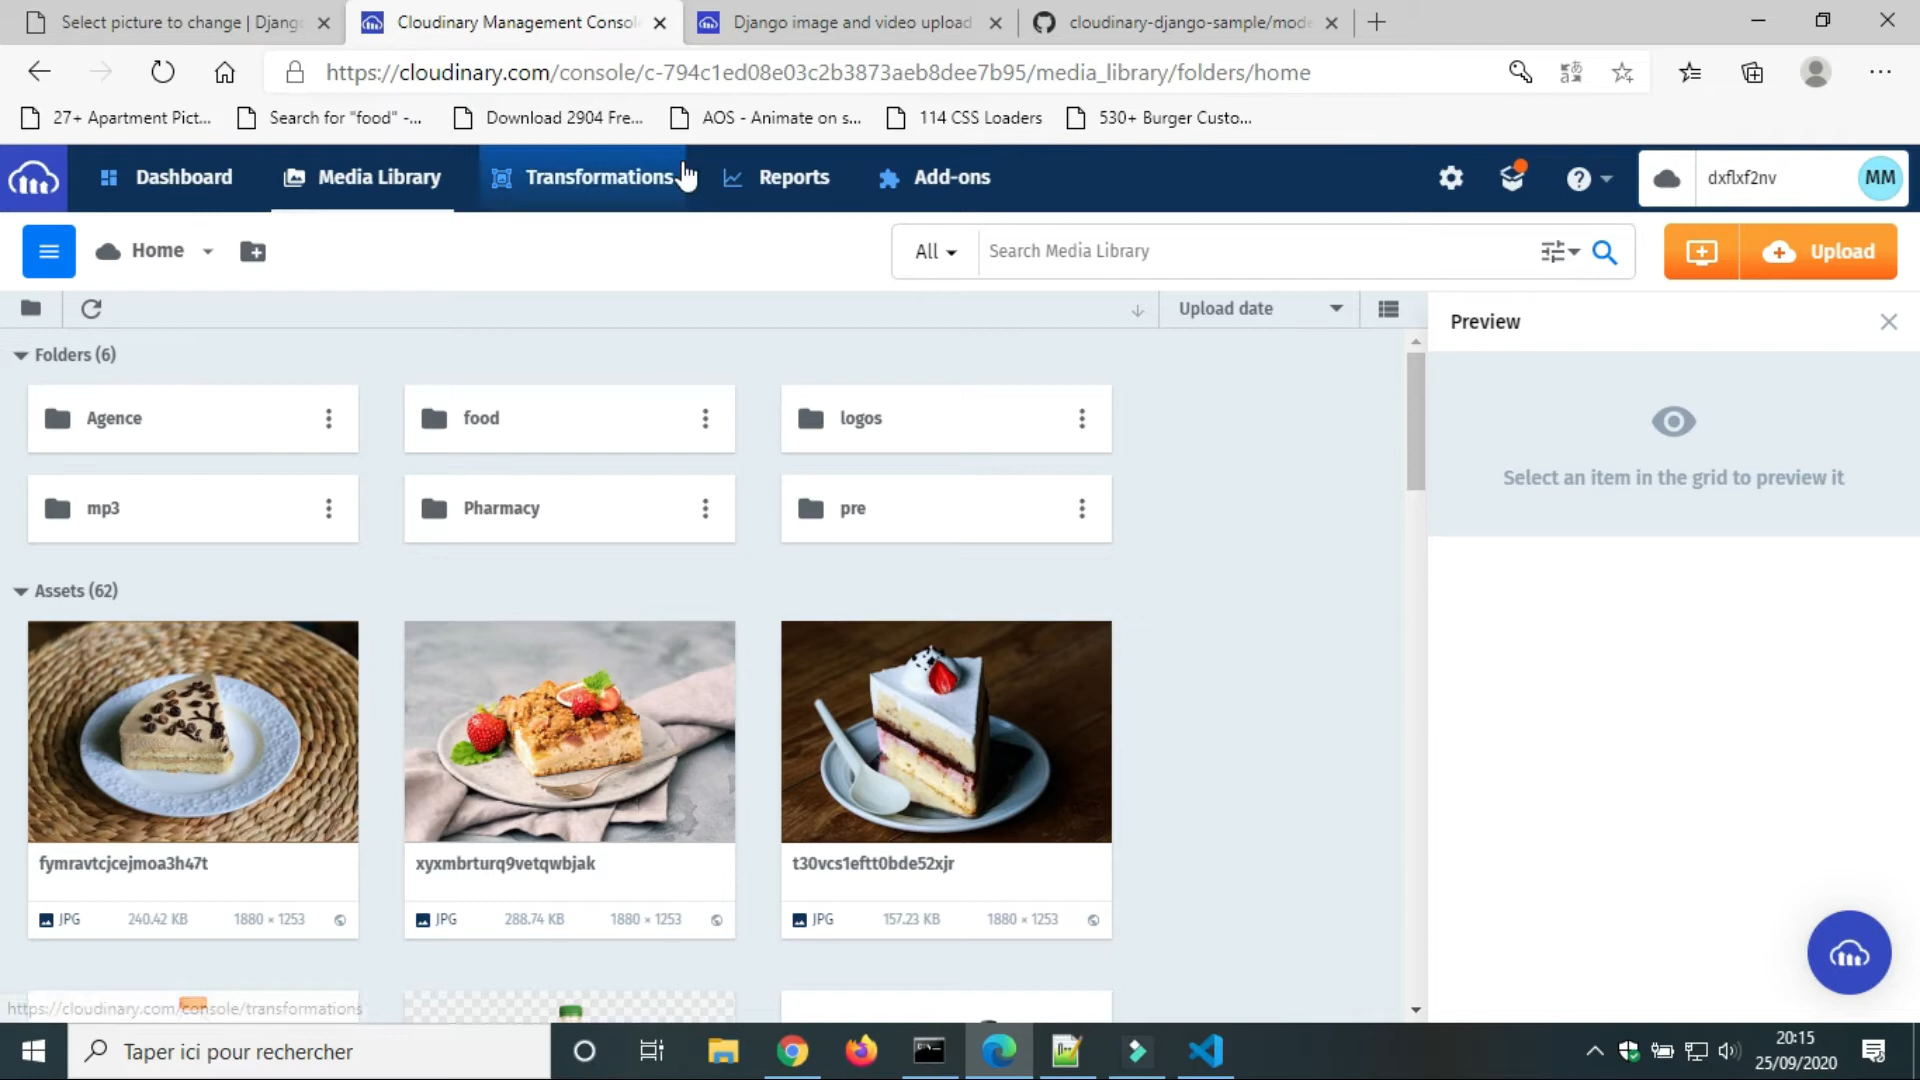 Select picture to change | Django
Cloudinary Management Consol
Django image and video upload
cloudinary-django-sample/mode
https://cloudinary.com/console/c-794c1ed08e03c2b3873aeb8dee7b95/media_library/folders/home
27+ Apartment Pict...
Search for "food" -...
Download 2904 Fre...
AOS - Animate on s...
114 CSS Loaders
530+ Burger Custo...
Dashboard
Media Library
Transformations
Reports
Add-ons
dxflxf2nv
MM
Home
All
Search Media Library
Upload
Upload date
Preview
Folders (6)
Agence
food
logos
Select an item in the grid to preview it
mp3
Pharmacy
pre
Assets (62)
fymravtcjcejmoa3h47t
xyxmbrturq9vetqwbjak
t30vcs1eftt0bde52xjr
JPG 240.42 KB 1880 × 1253
JPG 288.74 KB 1880 × 1253
JPG 157.23 KB 1880 × 1253
https://cloudinary.com/console/transformations
Taper ici pour rechercher
20:15
25/09/2020